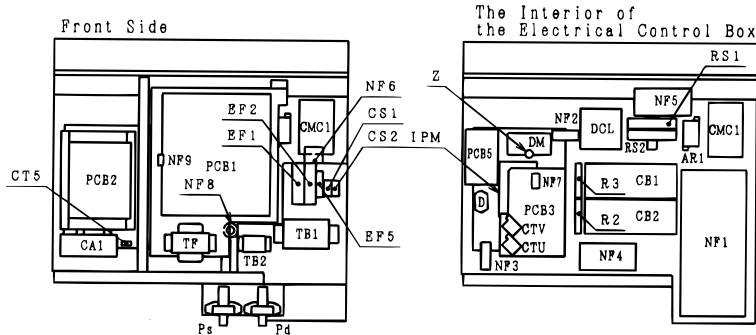 Front Side
NF6
EF2
CS1
EF1
CS2
CMC1
NF9
PCB1
PCB2
CT5
NF8
CA1
TF
TB2
TB1
EF5
Ps
Pd
The Interior of
the Electrical Control Box
RS1
Z
NF5
NF2
DCL
CMC1
IPM
DM
RS2
AR1
PCB5
NF7
R3
CB1
PCB3
D
R2
CB2
CTV
CTU
NF1
NF3
NF4